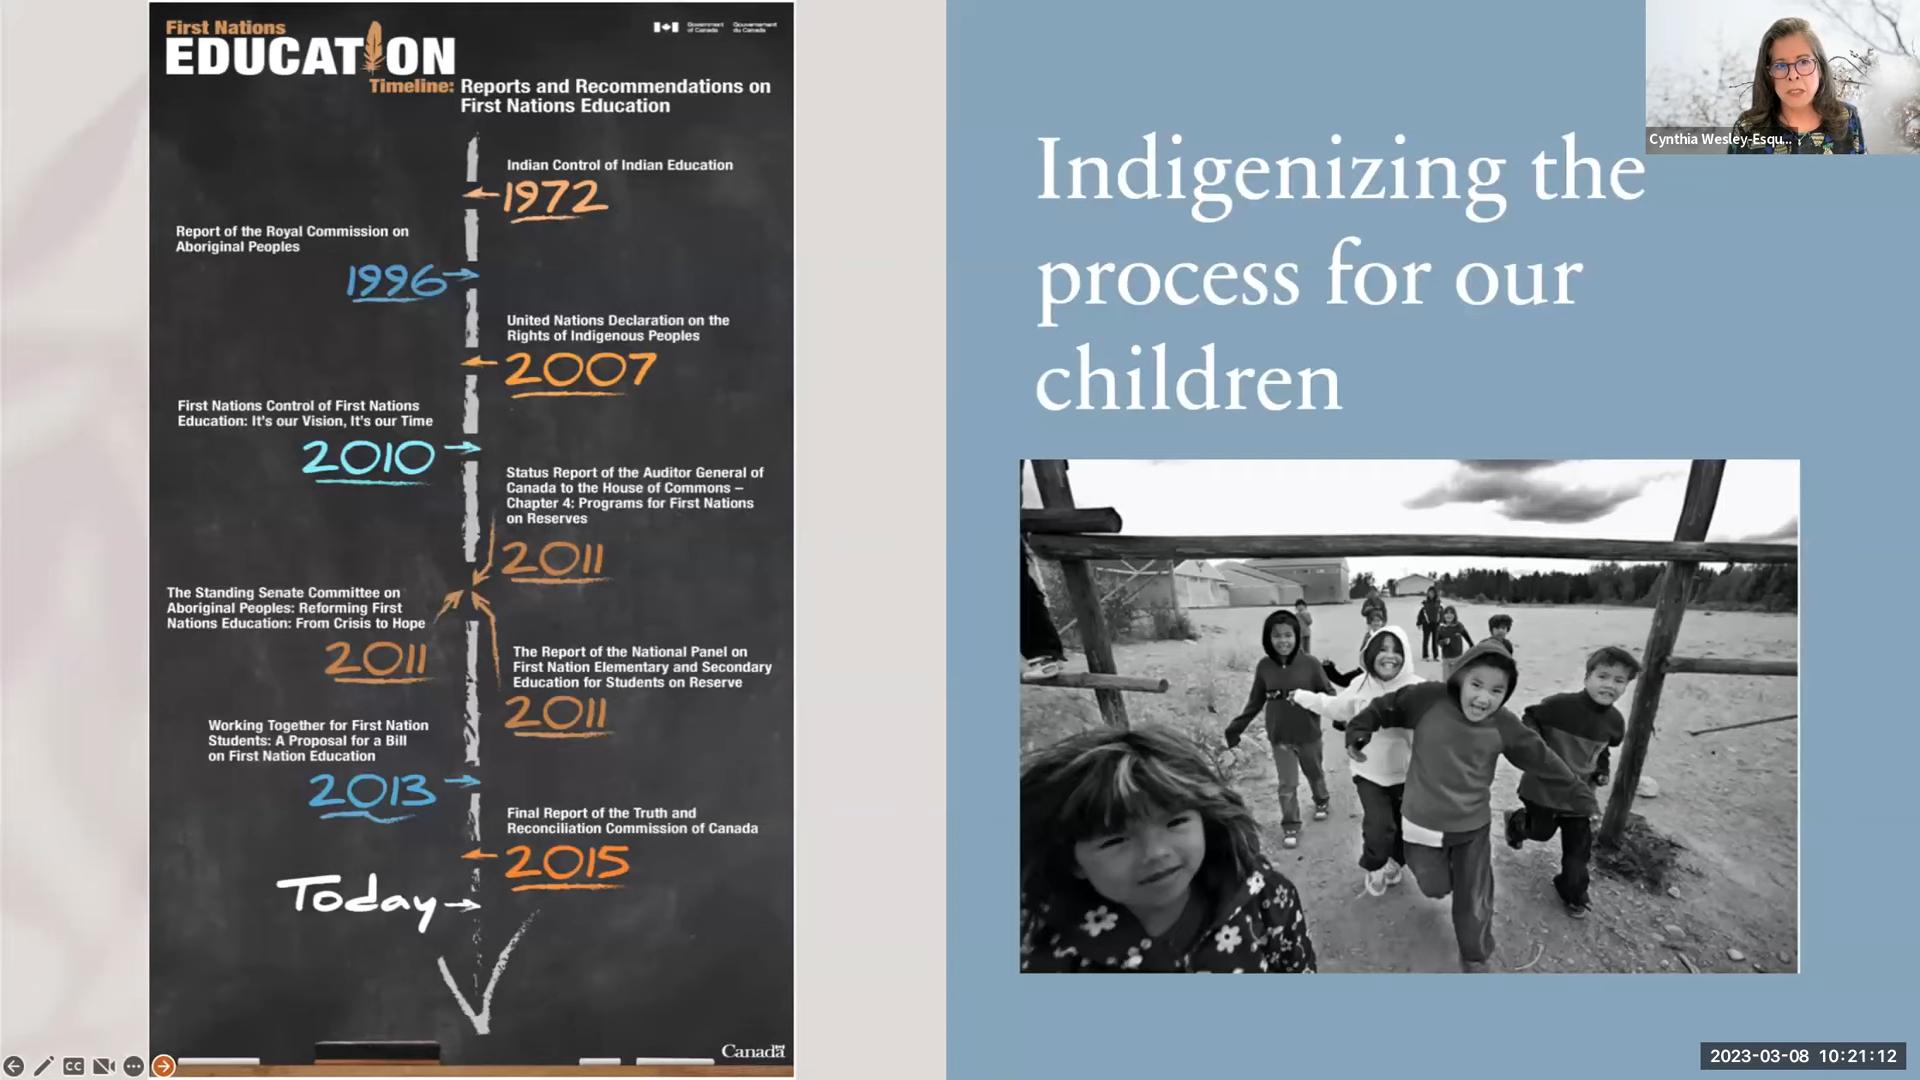 First Nations
EDUCATION
Timeline: Reports and Recommendations on
First Nations Education
Government
of Canada
Gouvernement
du Canada
Indian Control of Indian Education
1972
Report of the Royal Commission on
Aboriginal Peoples
1996
United Nations Declaration on the
Rights of Indigenous Peoples
2007
First Nations Control of First Nations
Education: It's our Vision, It's our Time
2010
Status Report of the Auditor General of
Canada to the House of Commons –
Chapter 4: Programs for First Nations
on Reserves
2011
The Standing Senate Committee on
Aboriginal Peoples: Reforming First
Nations Education: From Crisis to Hope
2011
The Report of the National Panel on
First Nation Elementary and Secondary
Education for Students on Reserve
2011
Working Together for First Nation
Students: A Proposal for a Bill
on First Nation Education
2013
Final Report of the Truth and
Reconciliation Commission of Canada
2015
Today
Canada
CC
Indigenizing the
process for our
children
Cynthia Wesley-Esqu...
2023-03-08 10:21:12